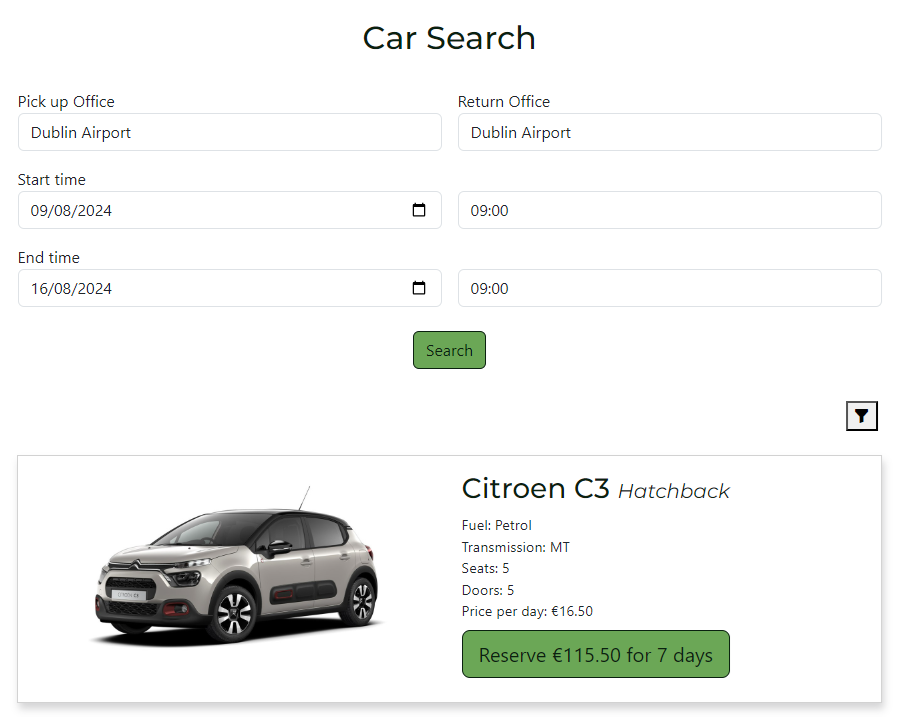 Car Search
Pick up Office
Return Office
Dublin Airport
Dublin Airport
Start time
09/08/2024
09:00
End time
16/08/2024
09:00
Search
Citroen C3 Hatchback
Fuel: Petrol
Transmission: MT
Seats: 5
Doors: 5
Price per day: €16.50
Reserve €115.50 for 7 days
CITROËN C3